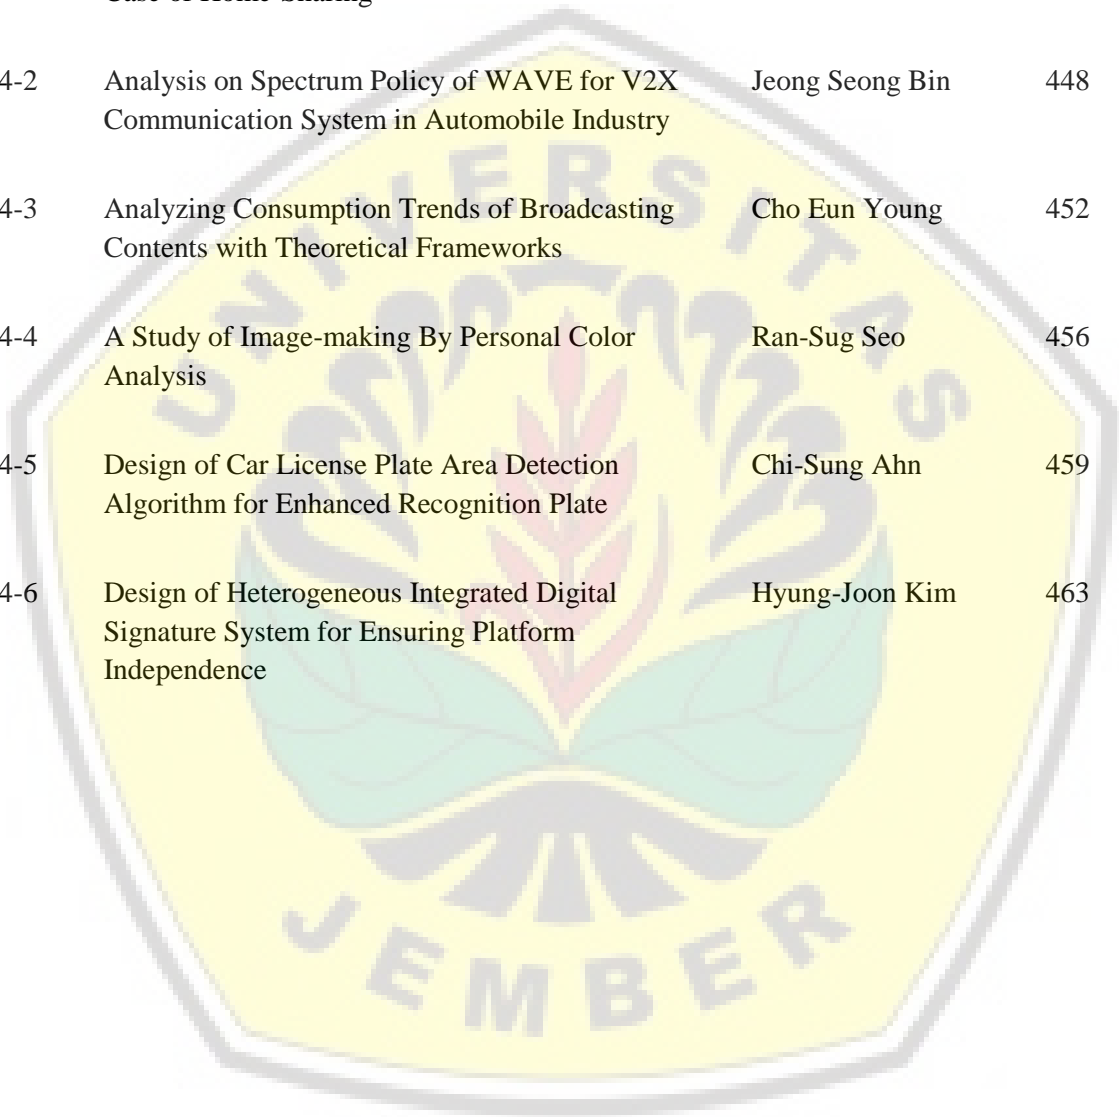 Case of Home-Sharing
4-2 Analysis on Spectrum Policy of WAVE for V2X Jeong Seong Bin 448
Communication System in Automobile Industry
4-3 Analyzing Consumption Trends of Broadcasting Cho Eun Young 452
Contents with Theoretical Frameworks
4-4 A Study of Image-making By Personal Color Ran-Sug Seo 456
Analysis
4-5 Design of Car License Plate Area Detection Chi-Sung Ahn 459
Algorithm for Enhanced Recognition Plate
4-6 Design of Heterogeneous Integrated Digital Hyung-Joon Kim 463
Signature System for Ensuring Platform
Independence
UNIVERSITAS
JEMBER